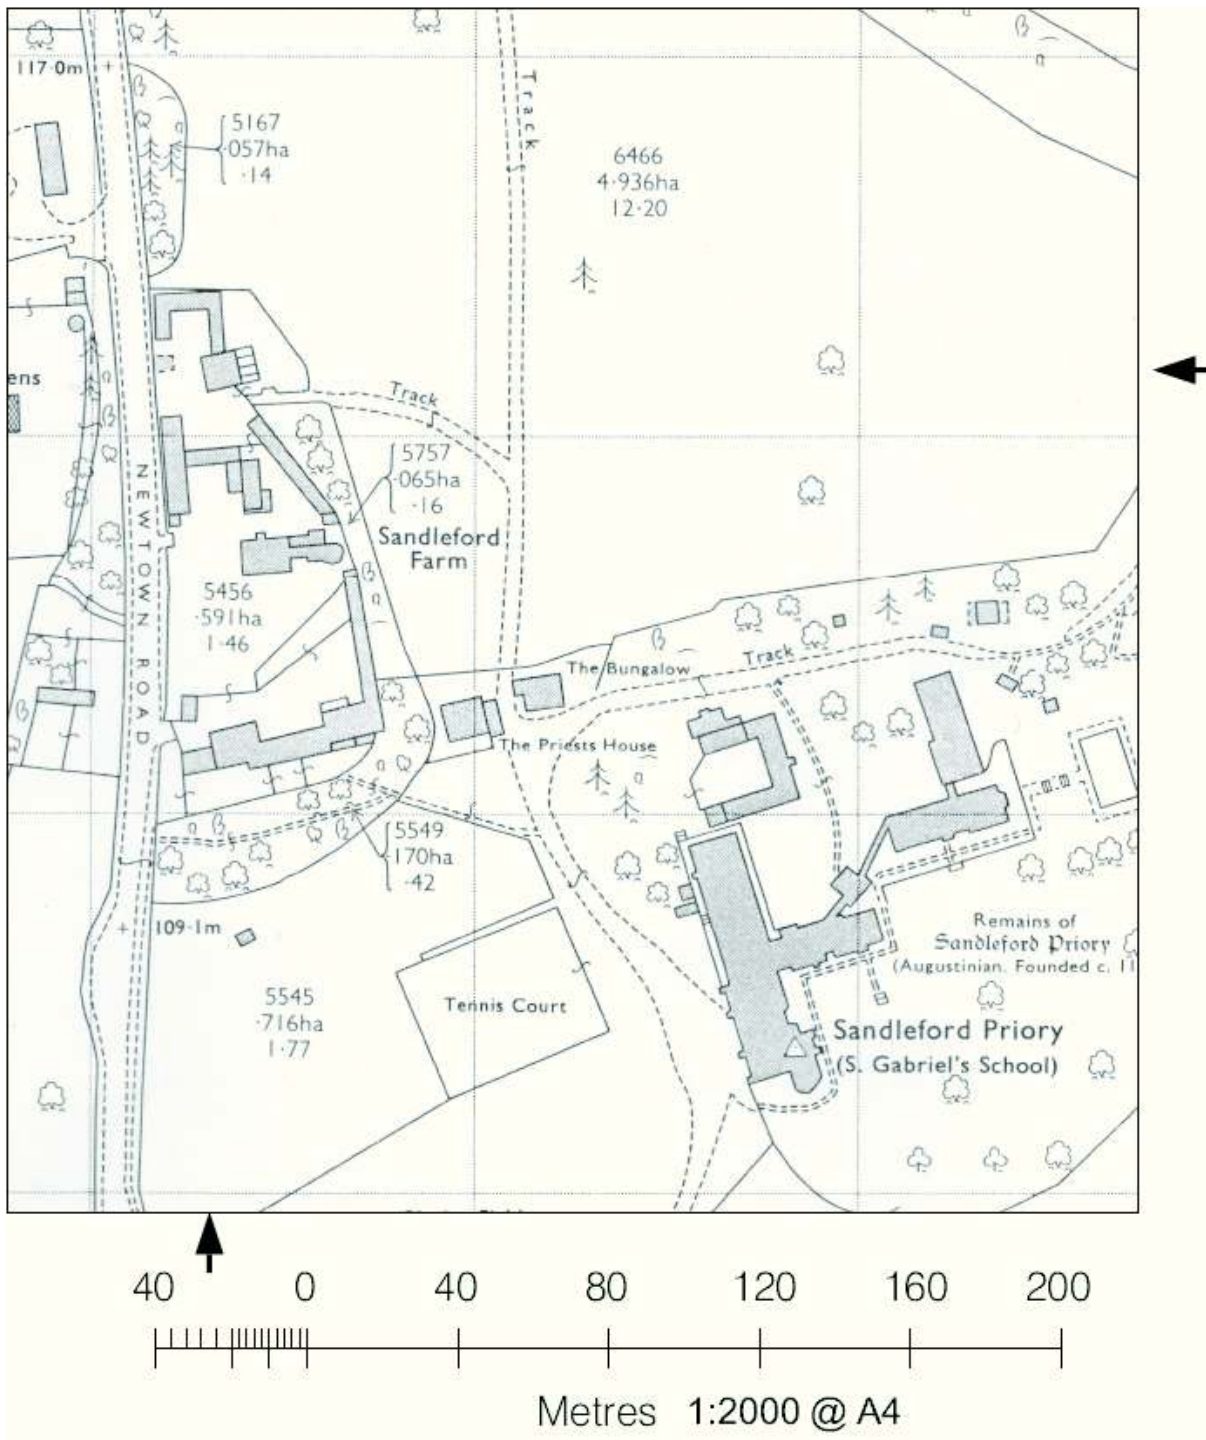 117·0m
Track
5167
·057ha
·14
6466
4·936ha
12·20
ens
Track
5757
·065ha
·16
Sandleford
Farm
NEWTOWN ROAD
5456
·591ha
1·46
The Bungalow
Track
The Priests House
5549
·170ha
·42
109·1m
Remains of
Sandleford Priory
(Augustinian. Founded c. 11
5545
·716ha
1·77
Tennis Court
Sandleford Priory
(S. Gabriel's School)
40 0 40 80 120 160 200
Metres 1:2000 @ A4